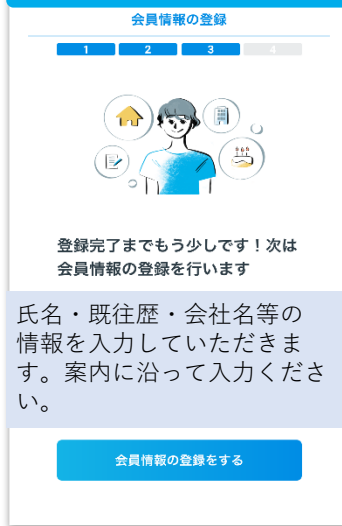 会員情報の登録
1 2 3 4
登録完了までもう少しです！次は
会員情報の登録を行います
氏名・既往歴・会社名等の
情報を入力していただきま
す。案内に沿って入力くださ
い。
会員情報の登録をする